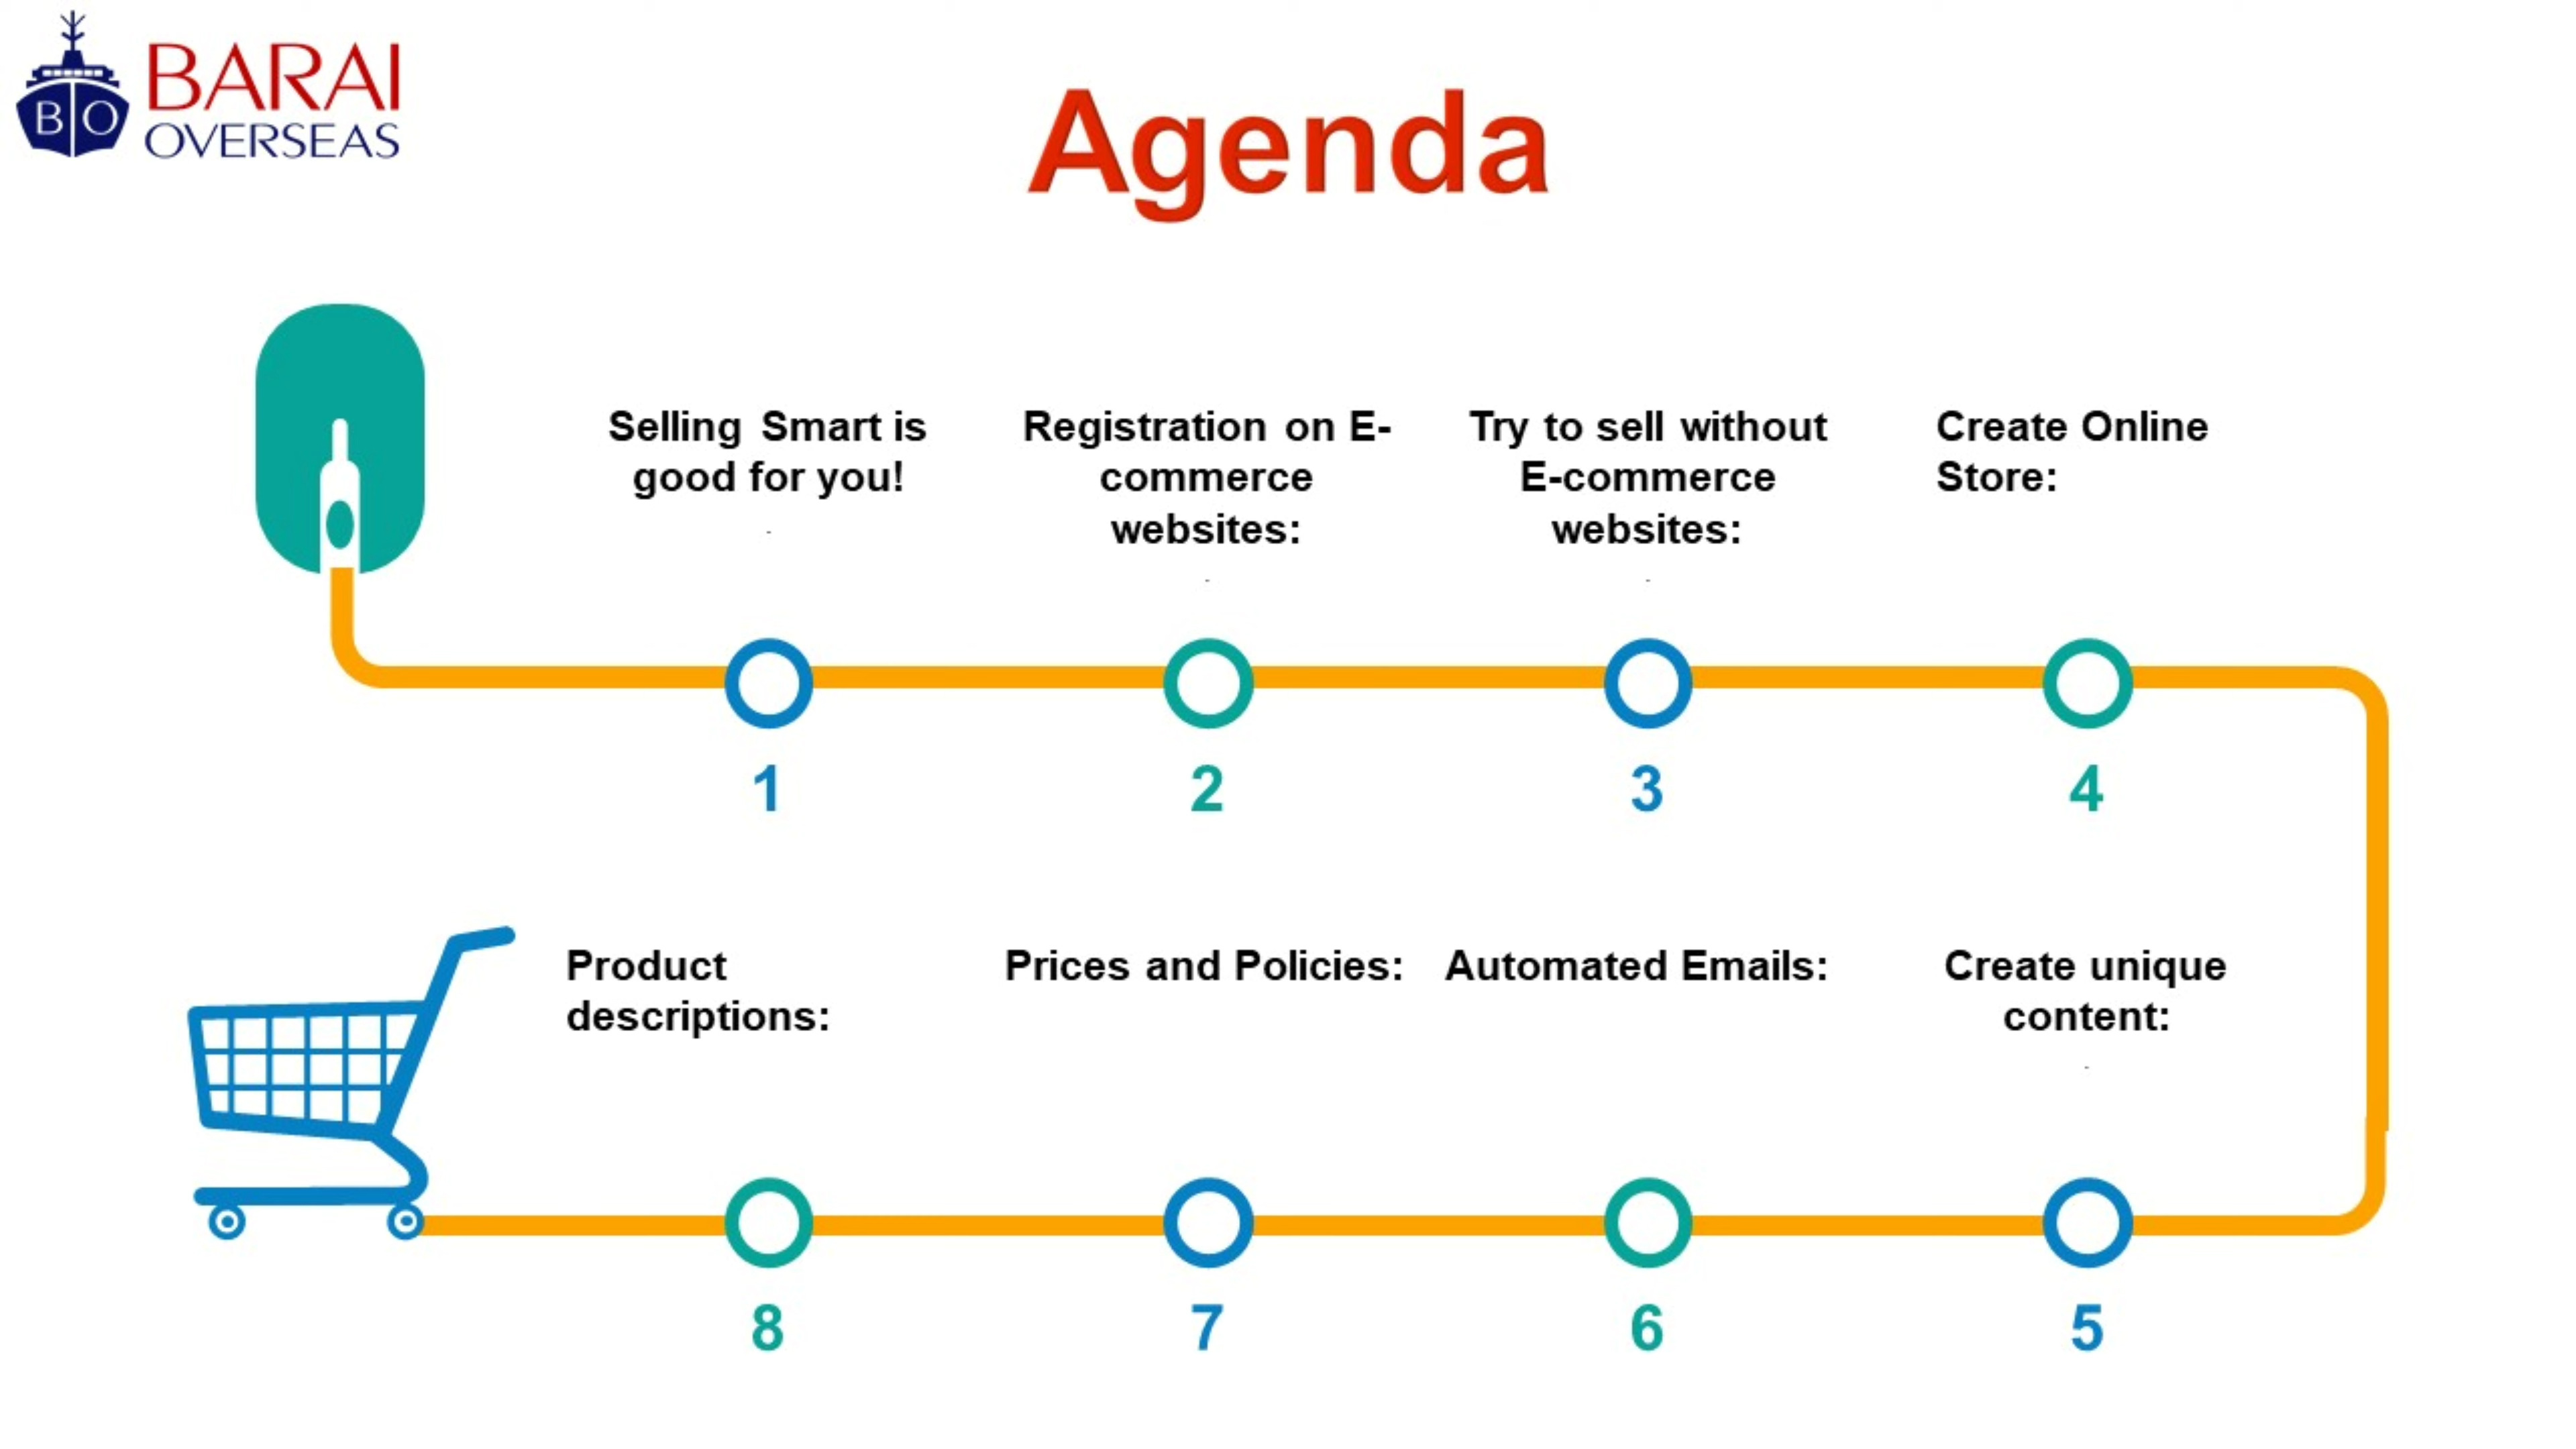 B O
BARAI
OVERSEAS
Agenda
Selling Smart is
good for you!
Registration on E-
commerce
websites:
Try to sell without
E-commerce
websites:
Create Online
Store:
1
2
3
4
Product
descriptions:
Prices and Policies:
Automated Emails:
Create unique
content:
8
7
6
5